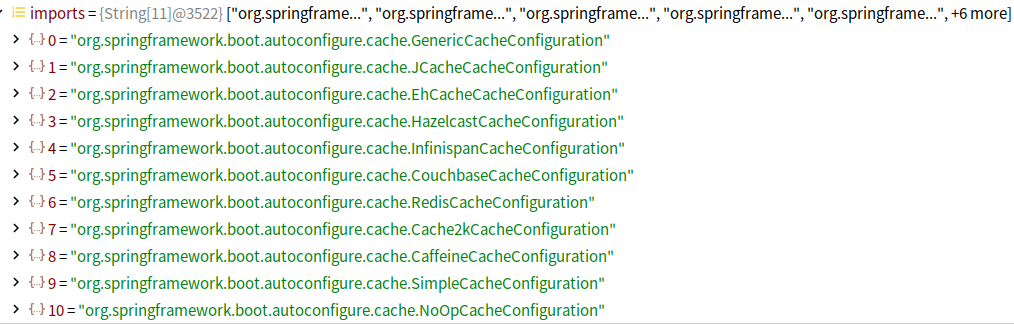 imports = {String[11]@3522} ["org.springframe...", "org.springframe...", "org.springframe...", "org.springframe...", "org.springframe...", +6 more]
{...} 0 = "org.springframework.boot.autoconfigure.cache.GenericCacheConfiguration"
{...} 1 = "org.springframework.boot.autoconfigure.cache.JCacheCacheConfiguration"
{...} 2 = "org.springframework.boot.autoconfigure.cache.EhCacheCacheConfiguration"
{...} 3 = "org.springframework.boot.autoconfigure.cache.HazelcastCacheConfiguration"
{...} 4 = "org.springframework.boot.autoconfigure.cache.InfinispanCacheConfiguration"
{...} 5 = "org.springframework.boot.autoconfigure.cache.CouchbaseCacheConfiguration"
{...} 6 = "org.springframework.boot.autoconfigure.cache.RedisCacheConfiguration"
{...} 7 = "org.springframework.boot.autoconfigure.cache.Cache2kCacheConfiguration"
{...} 8 = "org.springframework.boot.autoconfigure.cache.CaffeineCacheConfiguration"
{...} 9 = "org.springframework.boot.autoconfigure.cache.SimpleCacheConfiguration"
{...} 10 = "org.springframework.boot.autoconfigure.cache.NoOpCacheConfiguration"